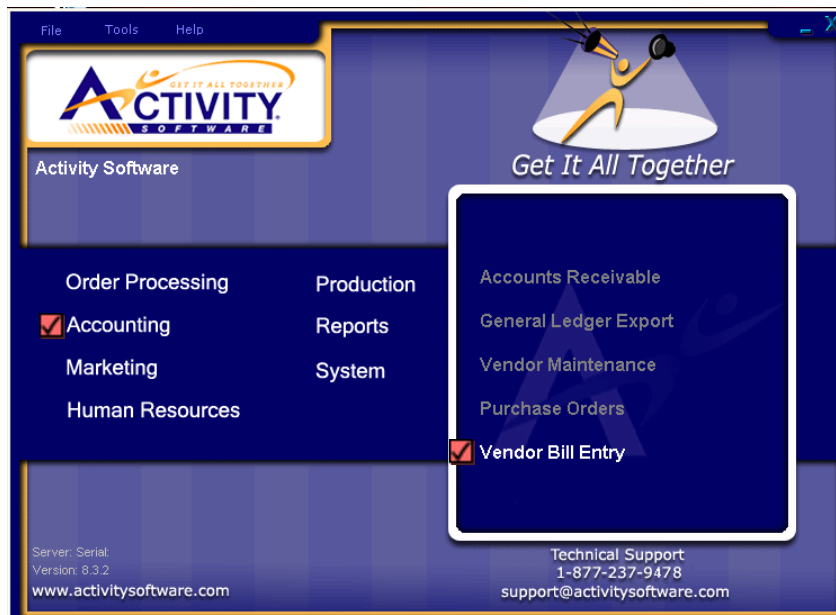 File Tools Help
GET IT ALL TOGETHER
ACTIVITY
SOFTWARE
Activity Software
Get It All Together
Order Processing
Accounting
Marketing
Human Resources
Production
Reports
System
Accounts Receivable
General Ledger Export
Vendor Maintenance
Purchase Orders
Vendor Bill Entry
Server: Serial:
Version: 8.3.2
www.activitysoftware.com
Technical Support
1-877-237-9478
support@activitysoftware.com